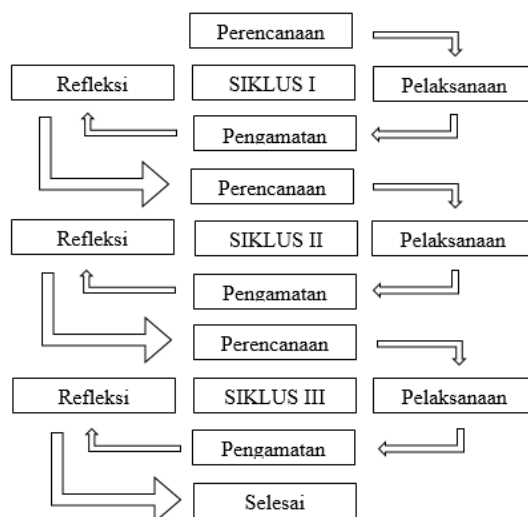 Perencanaan
Refleksi
SIKLUS I
Pelaksanaan
Pengamatan
Perencanaan
Refleksi
SIKLUS II
Pelaksanaan
Pengamatan
Perencanaan
Refleksi
SIKLUS III
Pelaksanaan
Pengamatan
Selesai